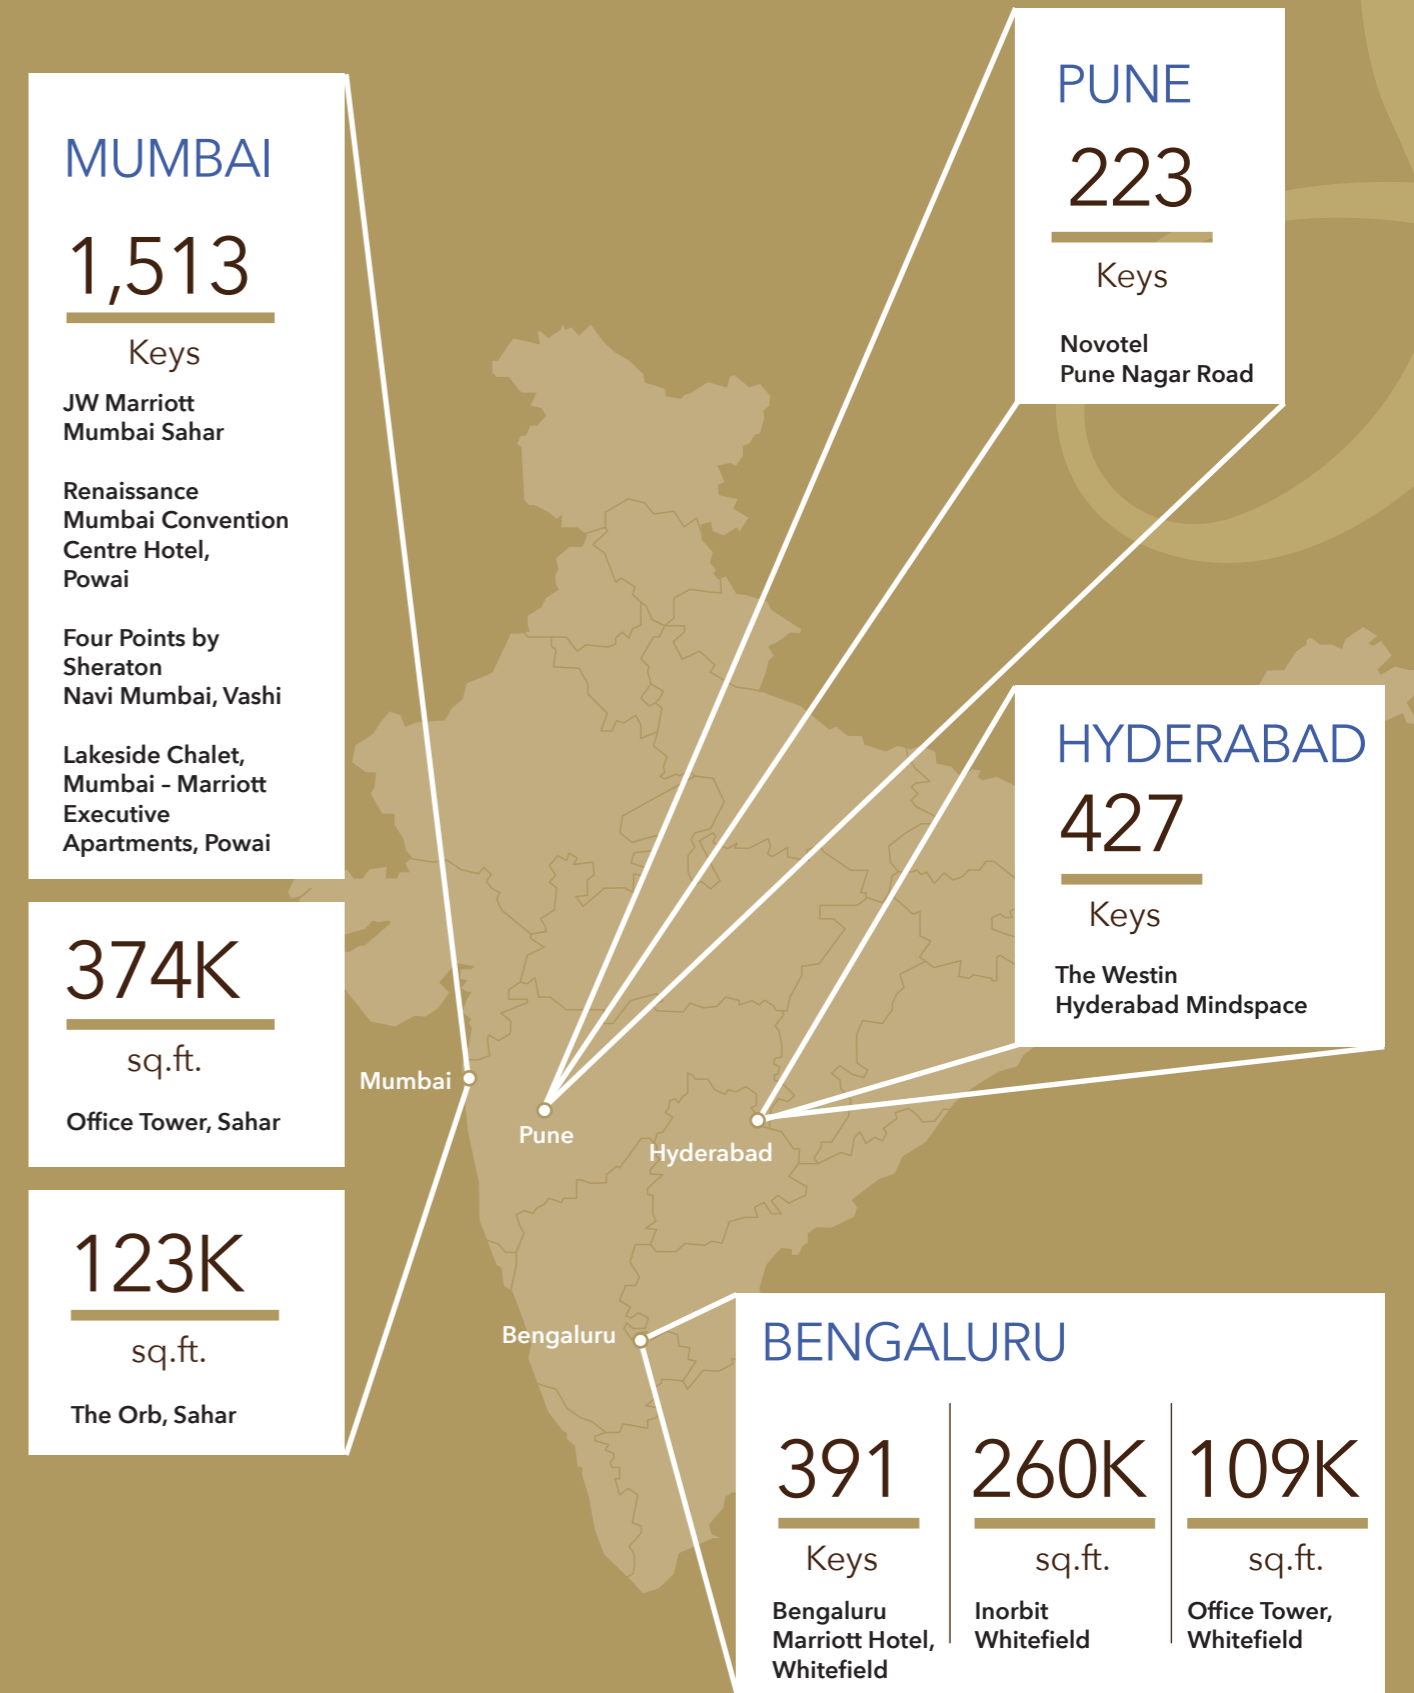 MUMBAI
1,513
Keys
JW Marriott
Mumbai Sahar
Renaissance
Mumbai Convention
Centre Hotel,
Powai
Four Points by
Sheraton
Navi Mumbai, Vashi
Lakeside Chalet,
Mumbai – Marriott
Executive
Apartments, Powai
374K
sq.ft.
Office Tower, Sahar
123K
sq.ft.
The Orb, Sahar
PUNE
223
Keys
Novotel
Pune Nagar Road
HYDERABAD
427
Keys
The Westin
Hyderabad Mindspace
Mumbai
Pune
Hyderabad
Bengaluru
BENGALURU
391
Keys
Bengaluru
Marriott Hotel,
Whitefield
260K
sq.ft.
Inorbit
Whitefield
109K
sq.ft.
Office Tower,
Whitefield